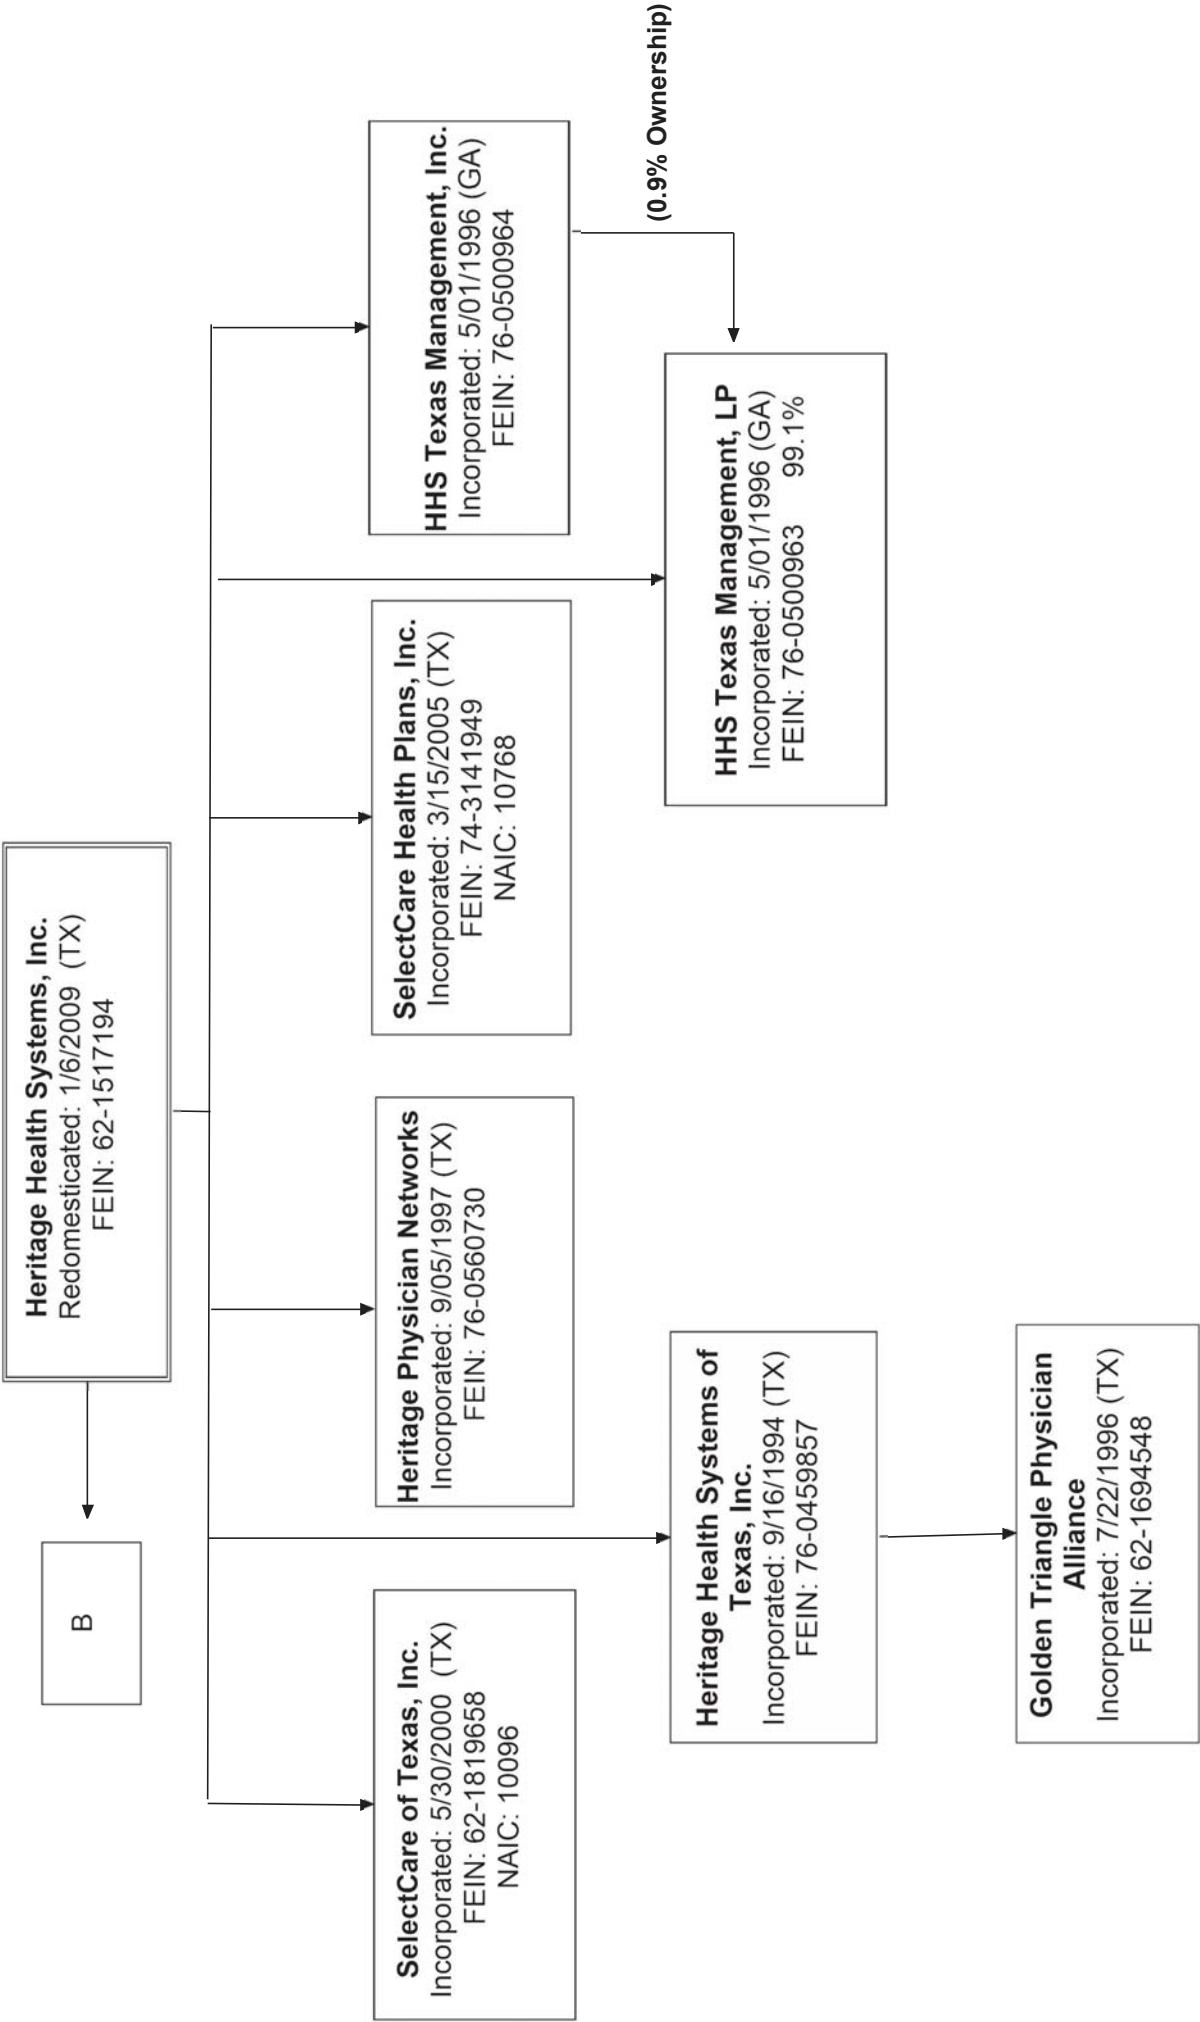 Heritage Health Systems, Inc.
Redomesticated: 1/6/2009 (TX)
FEIN: 62-1517194
B
SelectCare of Texas, Inc.
Incorporated: 5/30/2000 (TX)
FEIN: 62-1819658
NAIC: 10096
Heritage Physician Networks
Incorporated: 9/05/1997 (TX)
FEIN: 76-0560730
SelectCare Health Plans, Inc.
Incorporated: 3/15/2005 (TX)
FEIN: 74-3141949
NAIC: 10768
HHS Texas Management, Inc.
Incorporated: 5/01/1996 (GA)
FEIN: 76-0500964
(0.9% Ownership)
Heritage Health Systems of
Texas, Inc.
Incorporated: 9/16/1994 (TX)
FEIN: 76-0459857
HHS Texas Management, LP
Incorporated: 5/01/1996 (GA)
FEIN: 76-0500963 99.1%
Golden Triangle Physician
Alliance
Incorporated: 7/22/1996 (TX)
FEIN: 62-1694548